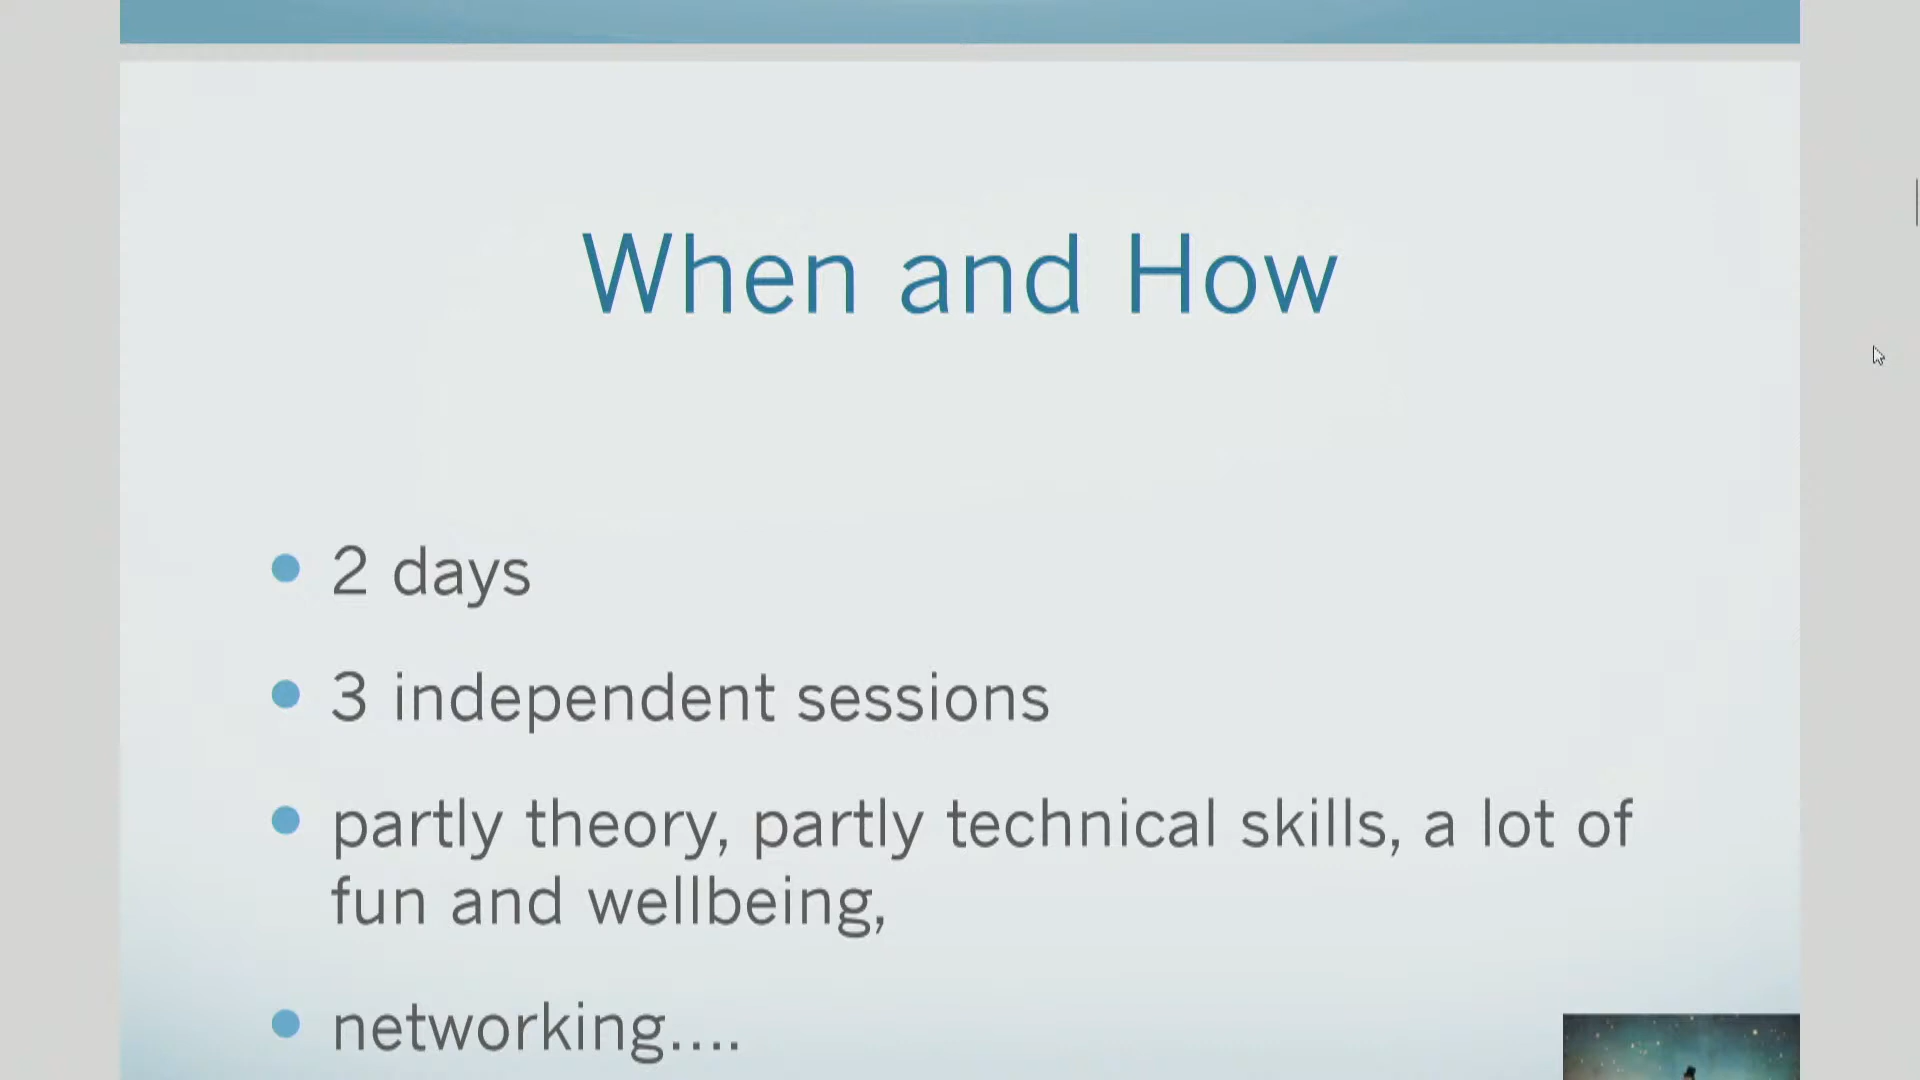 When and How
• 2 days
• 3 independent sessions
• partly theory, partly technical skills, a lot of
fun and wellbeing,
• networking....